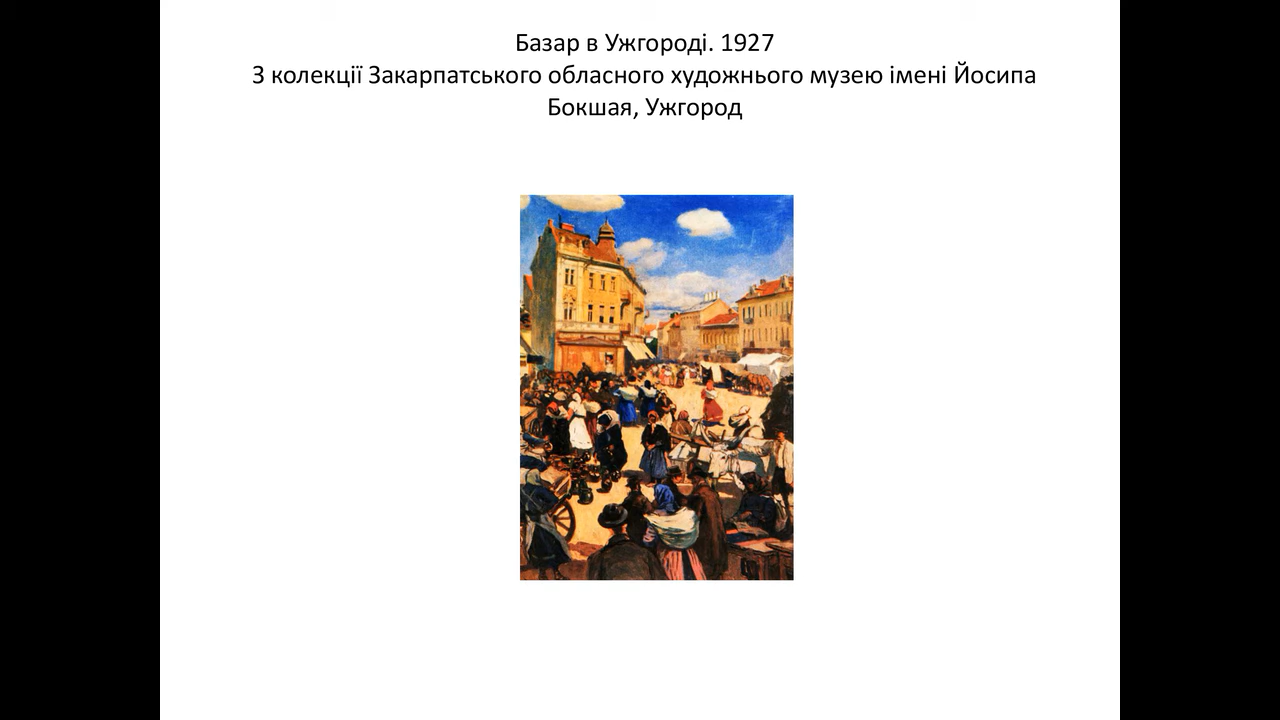 Базар в Ужгороді. 1927
З колекції Закарпатського обласного художнього музею імені Йосипа
Бокшая, Ужгород